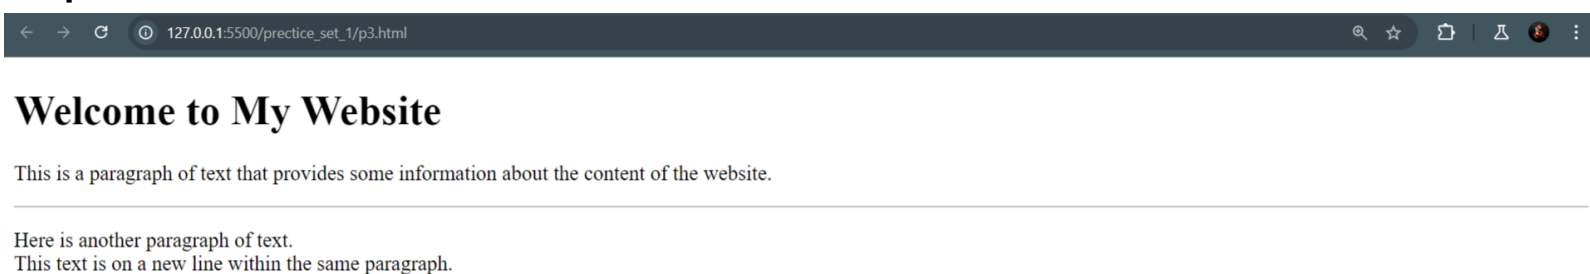 127.0.0.1:5500/prectice_set_1/p3.html
Welcome to My Website
This is a paragraph of text that provides some information about the content of the website.
Here is another paragraph of text.
This text is on a new line within the same paragraph.